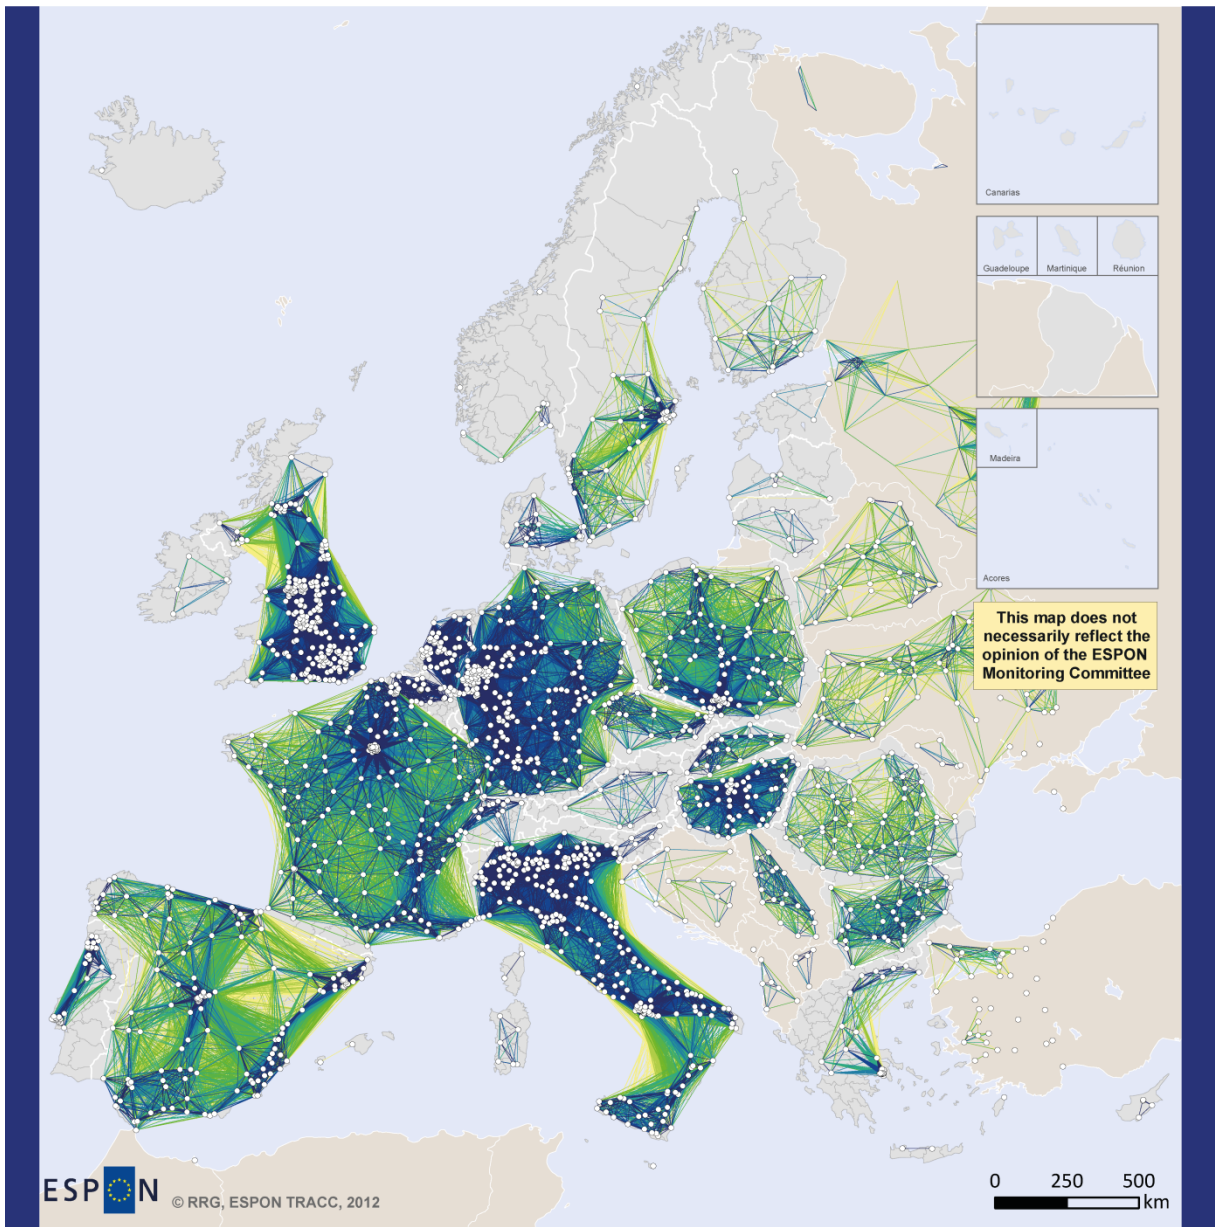 Canarias
Guadeloupe
Martinique
Réunion
Madeira
Acores
This map does not
necessarily reflect the
opinion of the ESPON
Monitoring Committee
ESPON
© RRG, ESPON TRACC, 2012
0 250 500
km